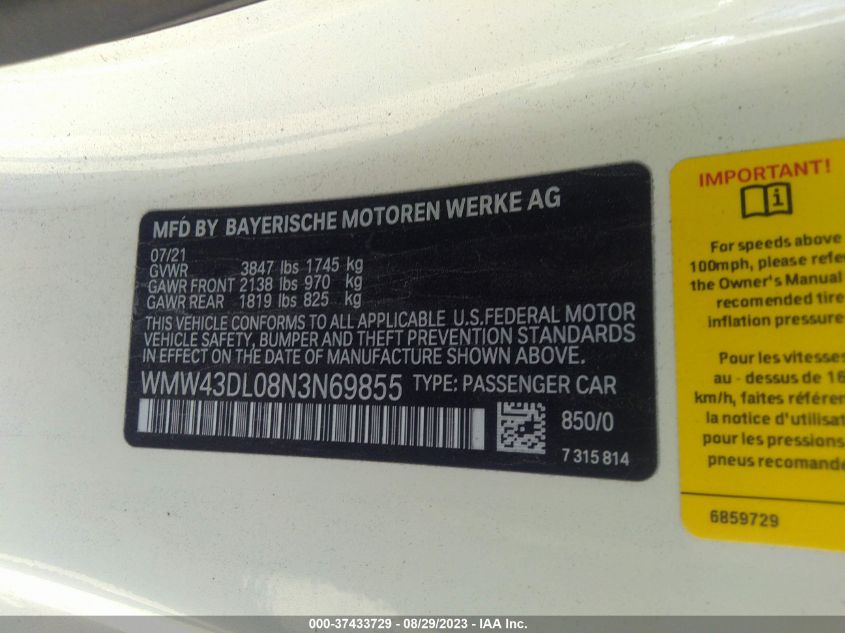 MFD BY BAYERISCHE MOTOREN WERKE AG
07/21
GVWR 3847 lbs 1745 kg
GAWR FRONT 2138 lbs 970 kg
GAWR REAR 1819 lbs 825 kg
THIS VEHICLE CONFORMS TO ALL APPLICABLE U.S.FEDERAL MOTOR
VEHICLE SAFETY, BUMPER AND THEFT PREVENTION STANDARDS
IN EFFECT ON THE DATE OF MANUFACTURE SHOWN ABOVE.
WMW43DL08N3N69855 TYPE: PASSENGER CAR
850/0
7 315 814
IMPORTANT!
For speeds above
100mph, please refe
the Owner's Manual
recomended tire
inflation pressure
Pour les vitesses
au - dessus de 16
km/h, faites référen
la notice d'utilisat
pour les pressions
pneus recomande
6859729
000-37433729 - 08/29/2023 - IAA Inc.